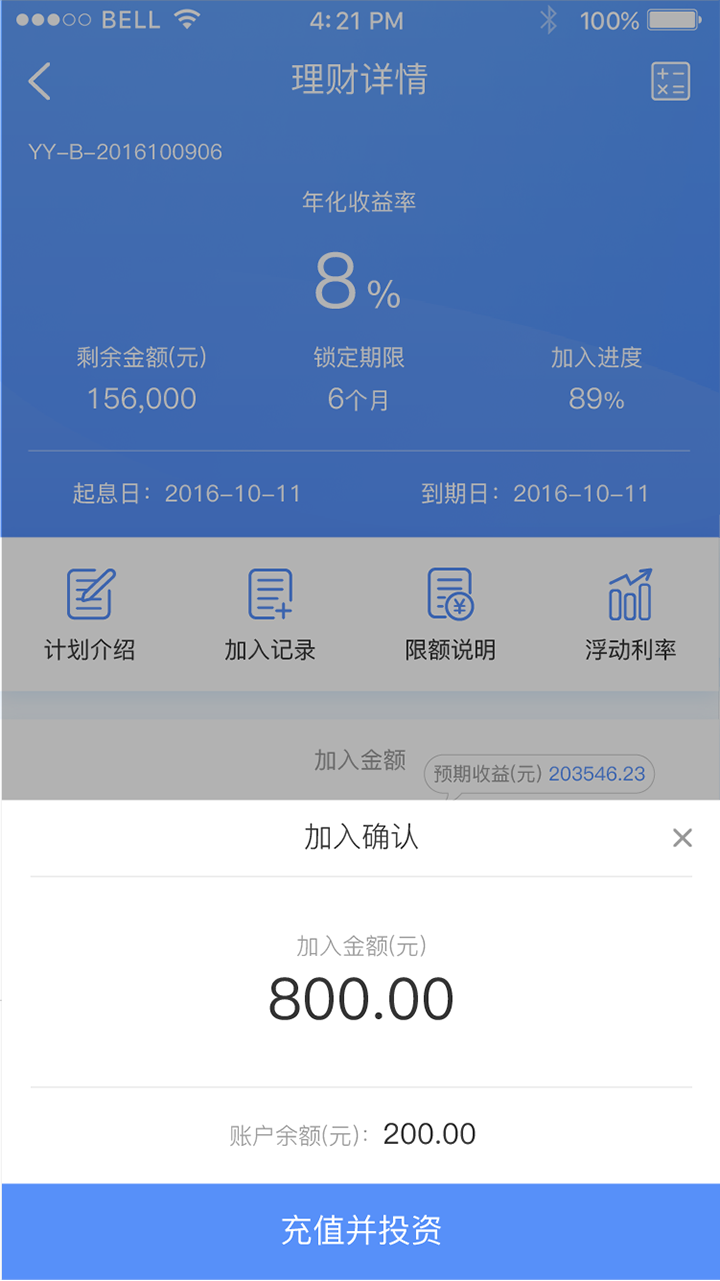 BELL 4:21 PM 100%
理财详情
YY-B-2016100906
年化收益率
8%
剩余金额(元) 锁定期限 加入进度
156,000 6个月 89%
起息日：2016-10-11 到期日：2016-10-11
计划介绍 加入记录 限额说明 浮动利率
加入金额 预期收益(元) 203546.23
加入确认
加入金额(元)
800.00
账户余额(元)：200.00
充值并投资